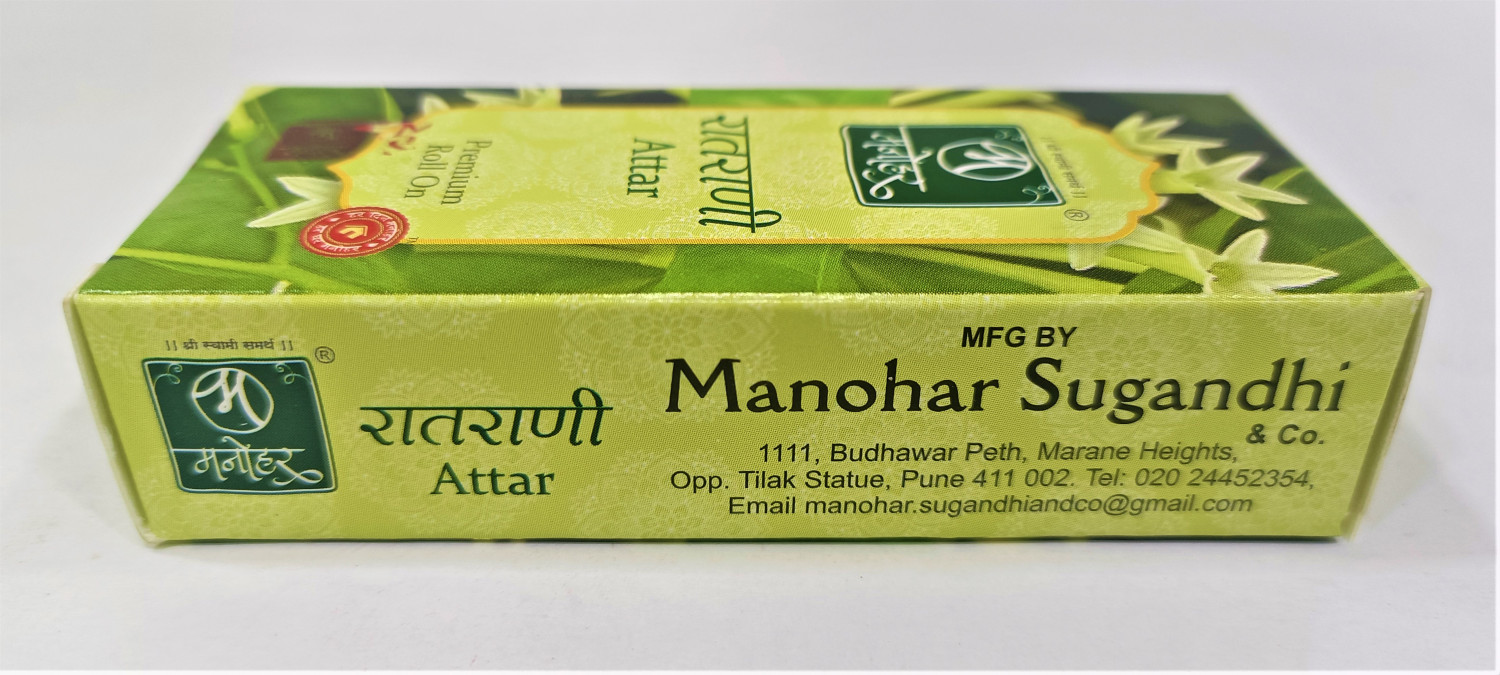 || श्री स्वामी समर्थ ||
®
मनोहर
रातराणी
Attar
Premium
Roll On
|| श्री स्वामी समर्थ ||
®
M
मनोहर
रातराणी
Attar
MFG BY
Manohar Sugandhi
& Co.
1111, Budhawar Peth, Marane Heights,
Opp. Tilak Statue, Pune 411 002. Tel: 020 24452354,
Email manohar.sugandhiandco@gmail.com